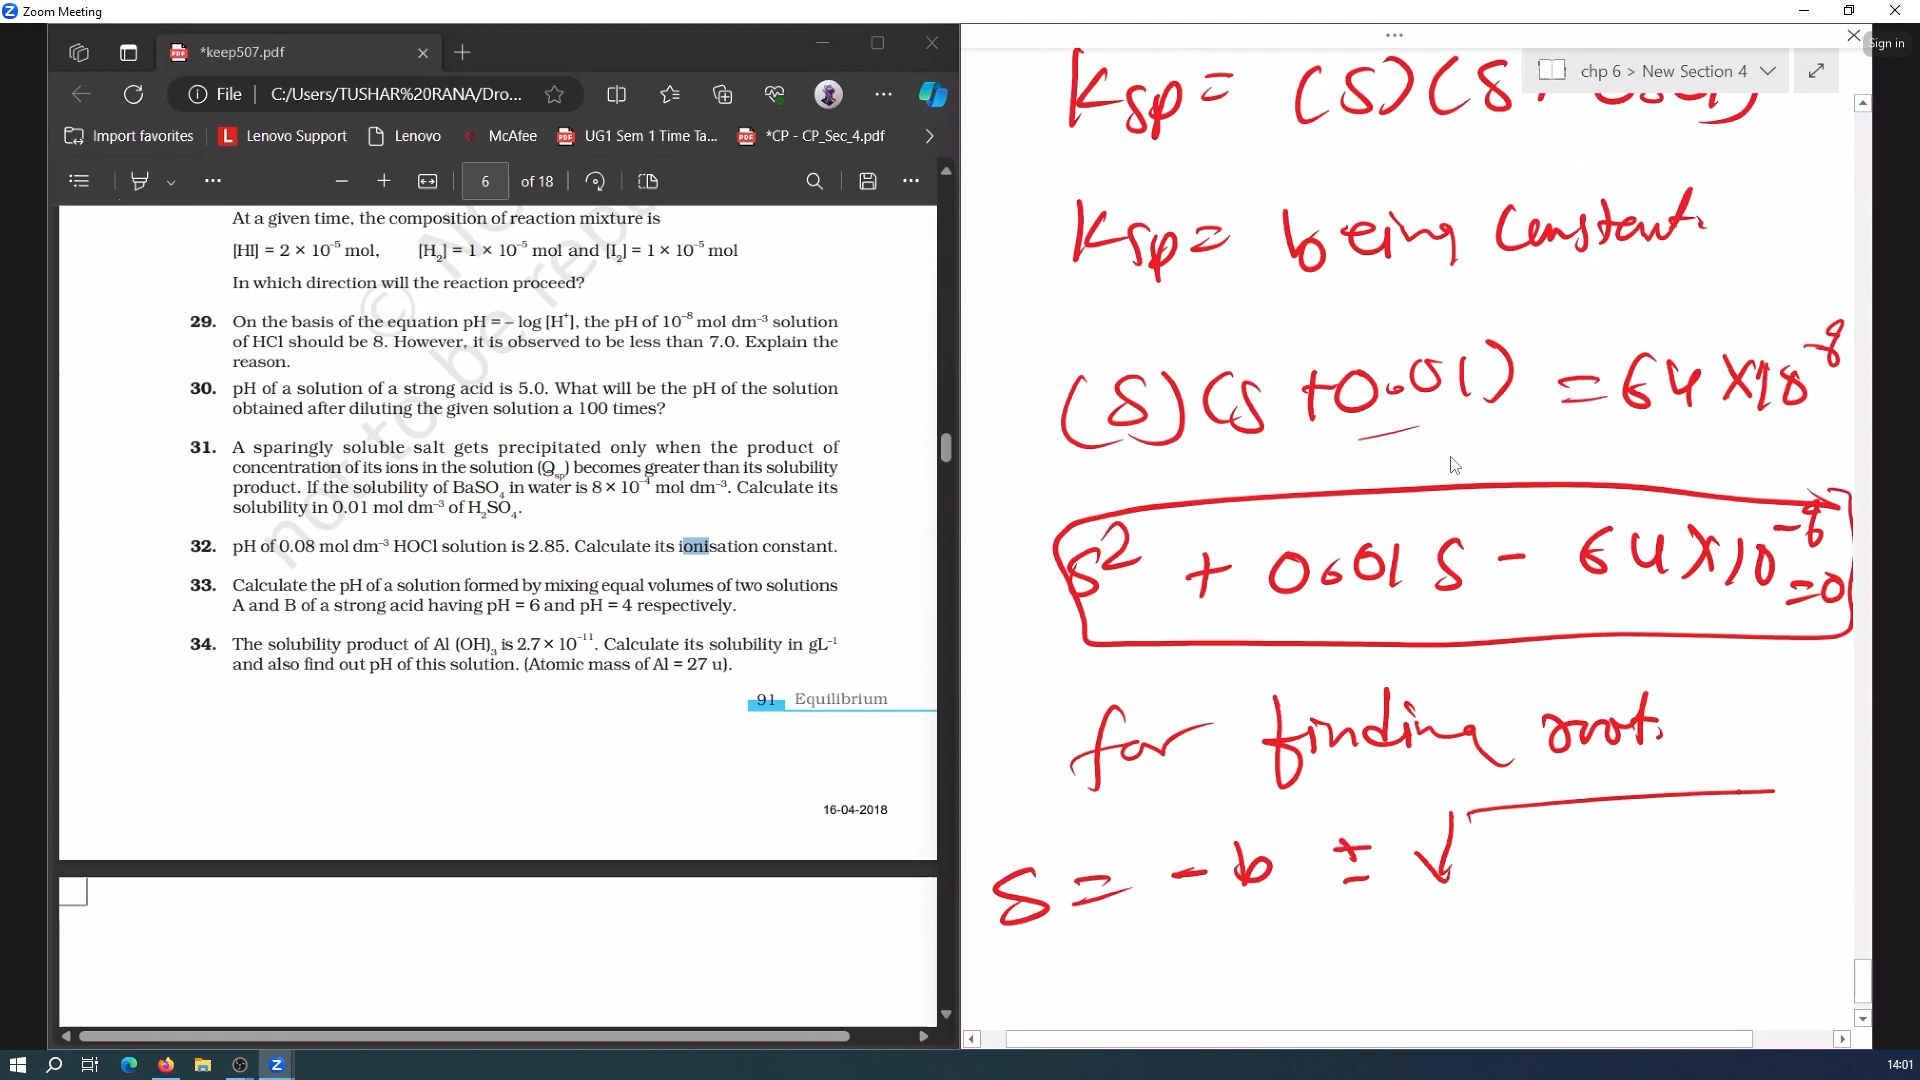 Zoom Meeting
*keep507.pdf
Sign in
File
C:/Users/TUSHAR%20RANA/Dro...
Import favorites
Lenovo Support
Lenovo
McAfee
UG1 Sem 1 Time Ta...
*CP - CP_Sec_4.pdf
6 of 18
At a given time, the composition of reaction mixture is
[HI] = 2 × 10⁻⁵ mol, [H₂] = 1 × 10⁻⁵ mol and [I₂] = 1 × 10⁻⁵ mol
In which direction will the reaction proceed?
29. On the basis of the equation pH = – log [H⁺], the pH of 10⁻⁸ mol dm⁻³ solution
of HCl should be 8. However, it is observed to be less than 7.0. Explain the
reason.
30. pH of a solution of a strong acid is 5.0. What will be the pH of the solution
obtained after diluting the given solution a 100 times?
31. A sparingly soluble salt gets precipitated only when the product of
concentration of its ions in the solution (Qsp) becomes greater than its solubility
product. If the solubility of BaSO₄ in water is 8 × 10⁻⁴ mol dm⁻³. Calculate its
solubility in 0.01 mol dm⁻³ of H₂SO₄.
32. pH of 0.08 mol dm⁻³ HOCl solution is 2.85. Calculate its ionisation constant.
33. Calculate the pH of a solution formed by mixing equal volumes of two solutions
A and B of a strong acid having pH = 6 and pH = 4 respectively.
34. The solubility product of Al (OH)₃ is 2.7 × 10⁻¹¹. Calculate its solubility in gL⁻¹
and also find out pH of this solution. (Atomic mass of Al = 27 u).
91 Equilibrium
16-04-2018
chp 6 > New Section 4
Ksp = (S) (S
Ksp = being constant.
(S) (S + 0.01) = 64 × 10⁻⁸
S² + 0.01 S − 64 × 10⁻⁸ = 0
for finding root.
S = − b ± √
14:01